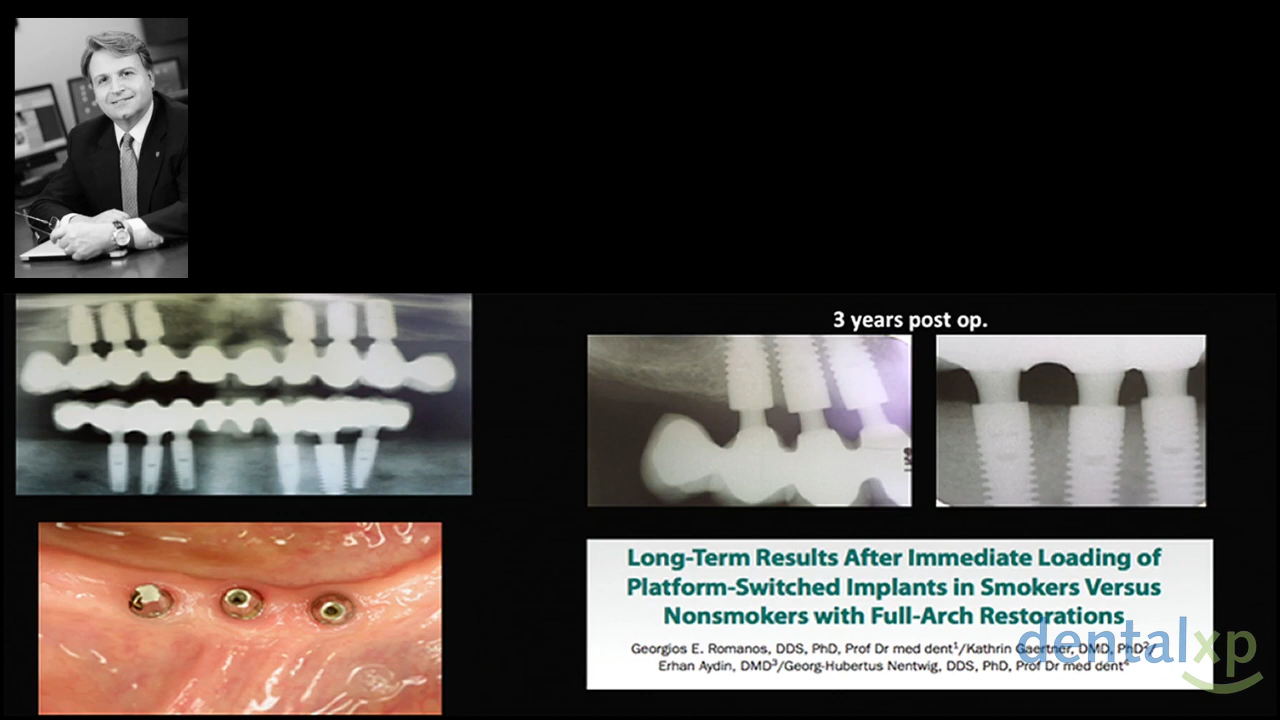 3 years post op.
Long-Term Results After Immediate Loading of
Platform-Switched Implants in Smokers Versus
Nonsmokers with Full-Arch Restorations
Georgios E. Romanos, DDS, PhD, Prof Dr med dent¹/Kathrin Gaertner, DMD, PhD²/
Erhan Aydin, DMD³/Georg-Hubertus Nentwig, DDS, PhD, Prof Dr med dent⁴
dentalxp